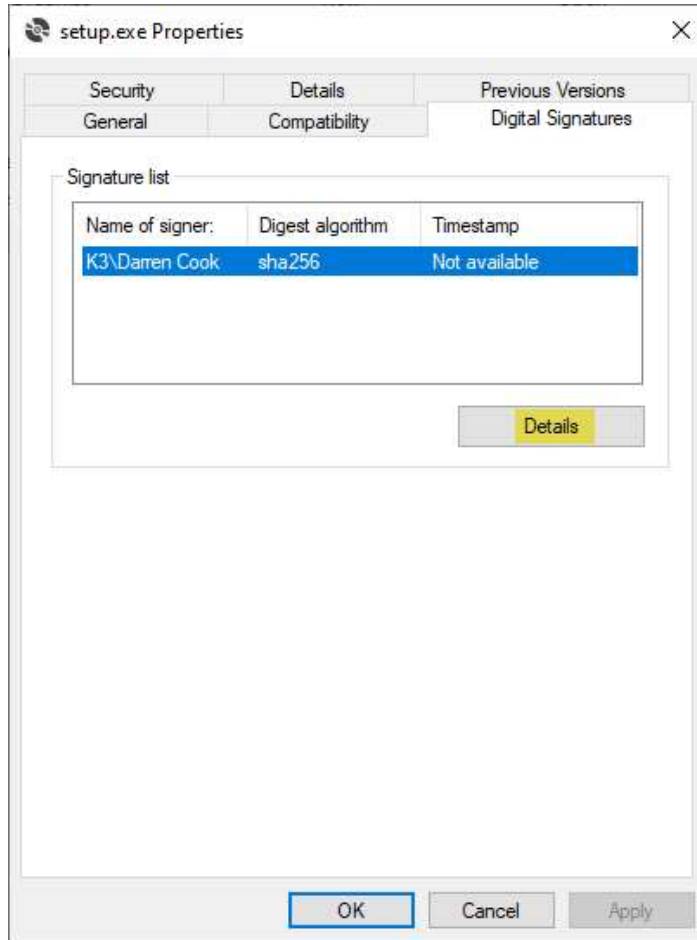 setup.exe Properties
Security Details Previous Versions
General Compatibility Digital Signatures
Signature list
Name of signer: Digest algorithm Timestamp
K3\Darren Cook sha256 Not available
Details
OK Cancel Apply